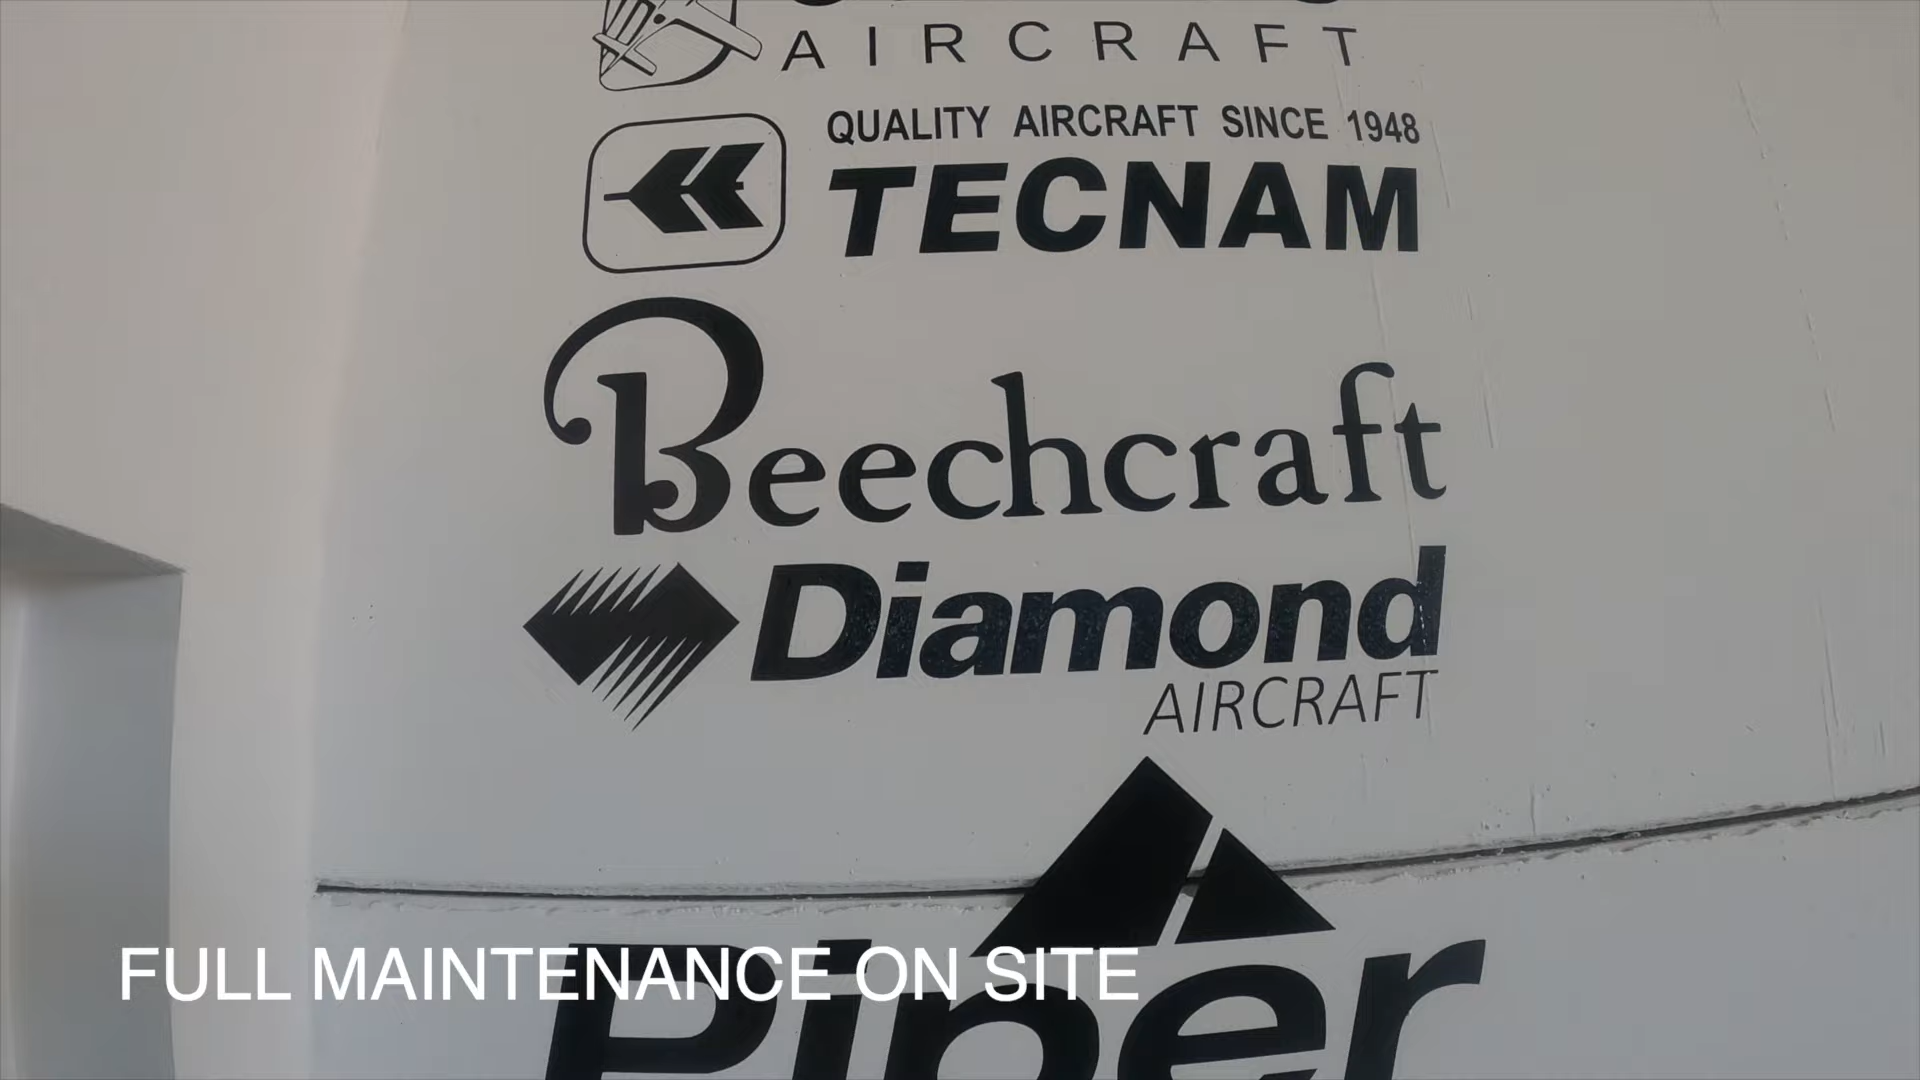 AIRCRAFT
QUALITY AIRCRAFT SINCE 1948
TECNAM
Beechcraft
Diamond
AIRCRAFT
Piper
FULL MAINTENANCE ON SITE